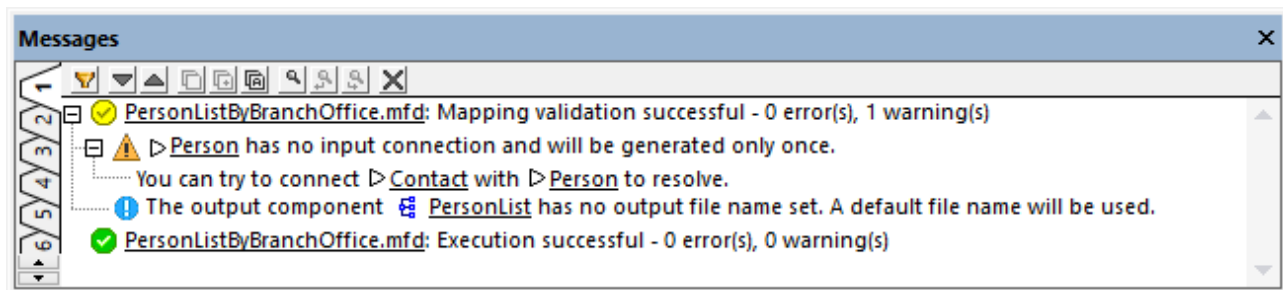 Messages
PersonListByBranchOffice.mfd: Mapping validation successful - 0 error(s), 1 warning(s)
Person has no input connection and will be generated only once.
You can try to connect Contact with Person to resolve.
The output component PersonList has no output file name set. A default file name will be used.
PersonListByBranchOffice.mfd: Execution successful - 0 error(s), 0 warning(s)
1
2
3
4
5
6